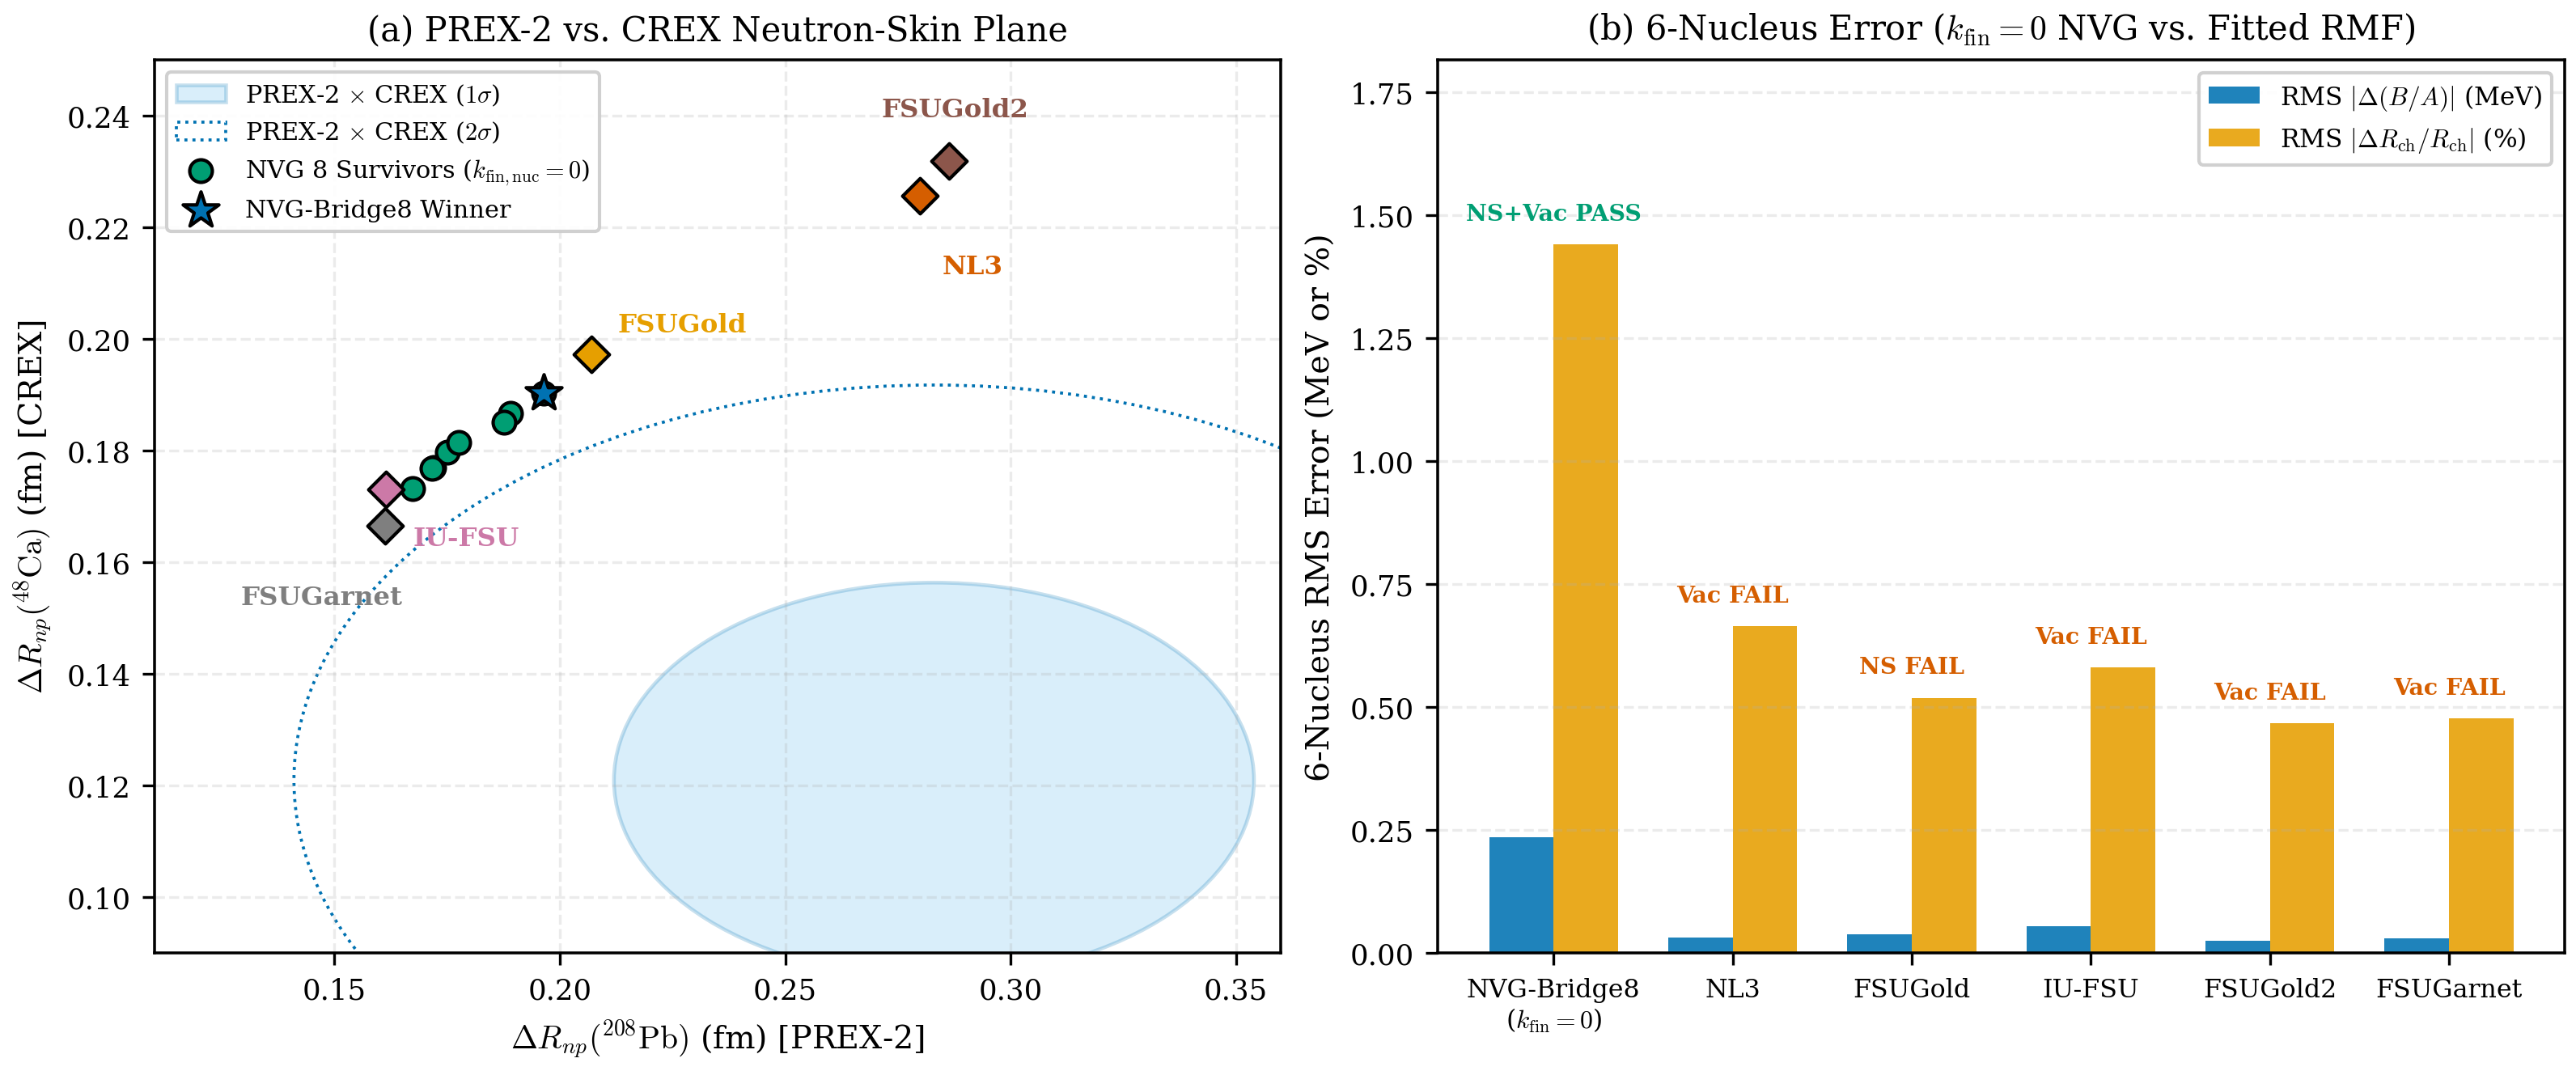 (a) PREX-2 vs. CREX Neutron-Skin Plane
PREX-2 × CREX (1σ)
PREX-2 × CREX (2σ)
NVG 8 Survivors (k_fin, nuc = 0)
NVG-Bridge8 Winner
FSUGold2
NL3
FSUGold
IU-FSU
FSUGarnet
0.24
0.22
0.20
0.18
0.16
0.14
0.12
0.10
ΔR_np(⁴⁸Ca) (fm) [CREX]
0.15
0.20
0.25
0.30
0.35
ΔR_np(²⁰⁸Pb) (fm) [PREX-2]
(b) 6-Nucleus Error (k_fin = 0 NVG vs. Fitted RMF)
RMS |Δ(B/A)| (MeV)
RMS |ΔR_ch/R_ch| (%)
NS+Vac PASS
Vac FAIL
NS FAIL
Vac FAIL
Vac FAIL
Vac FAIL
1.75
1.50
1.25
1.00
0.75
0.50
0.25
0.00
6-Nucleus RMS Error (MeV or %)
NVG-Bridge8
(k_fin = 0)
NL3
FSUGold
IU-FSU
FSUGold2
FSUGarnet